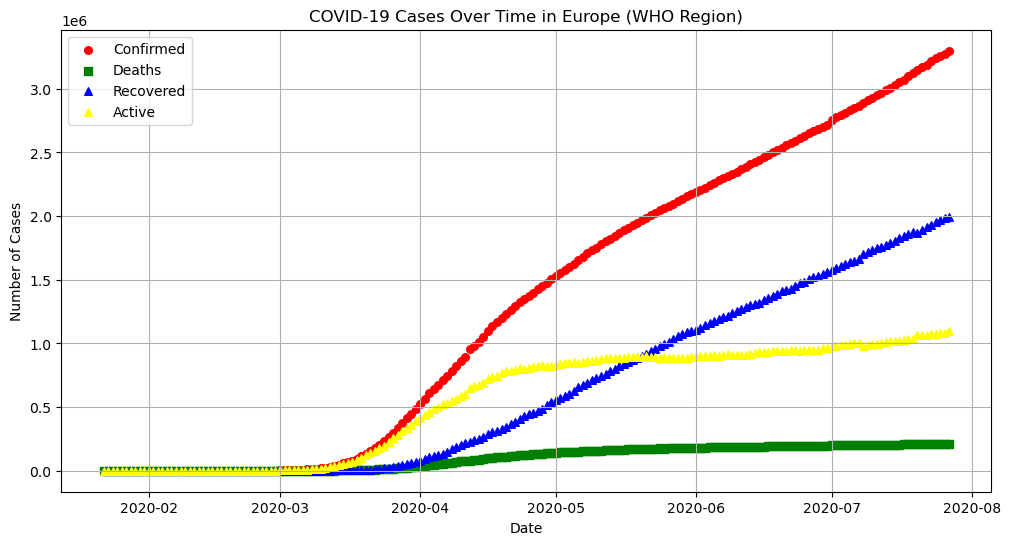 COVID-19 Cases Over Time in Europe (WHO Region)
1e6
Confirmed
Deaths
Recovered
Active
3.0
2.5
2.0
1.5
1.0
0.5
0.0
Number of Cases
2020-02 2020-03 2020-04 2020-05 2020-06 2020-07 2020-08
Date